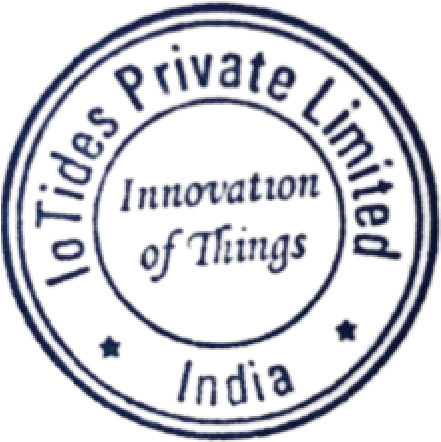 IoTides Private Limited
Innovation
of Things
India